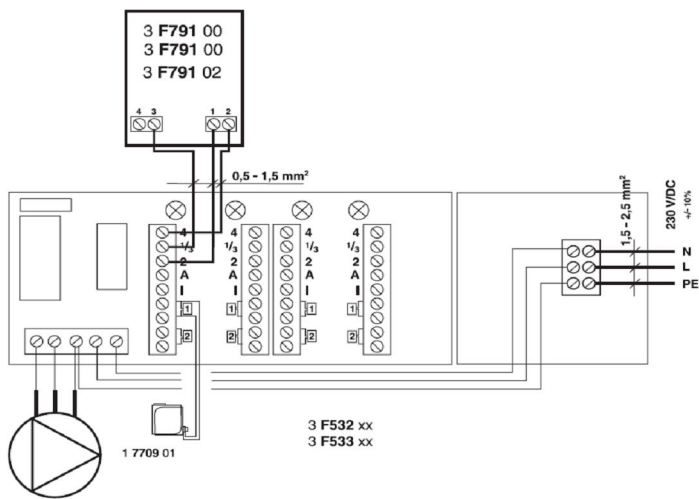 3 F791 00
3 F791 00
3 F791 02
4 3 1 2
0,5 - 1,5 mm²
1,5 - 2,5 mm²
230 V/DC
+/- 10%
4 4 4
1/3 1/3 1/3
2 2 2
A A A
I I I
1 1 1 1
2 2 2 2
N
L
PE
3 F532 xx
3 F533 xx
1 7709 01